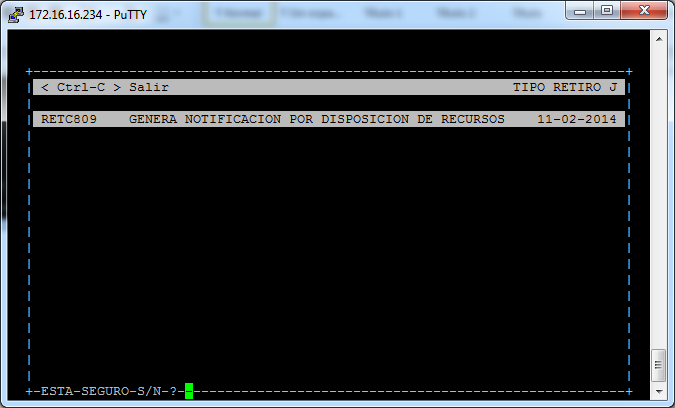 172.16.16.234 - PuTTY
< Ctrl-C > Salir TIPO RETIRO J
RETC809 GENERA NOTIFICACION POR DISPOSICION DE RECURSOS 11-02-2014
ESTA-SEGURO-S/N-?